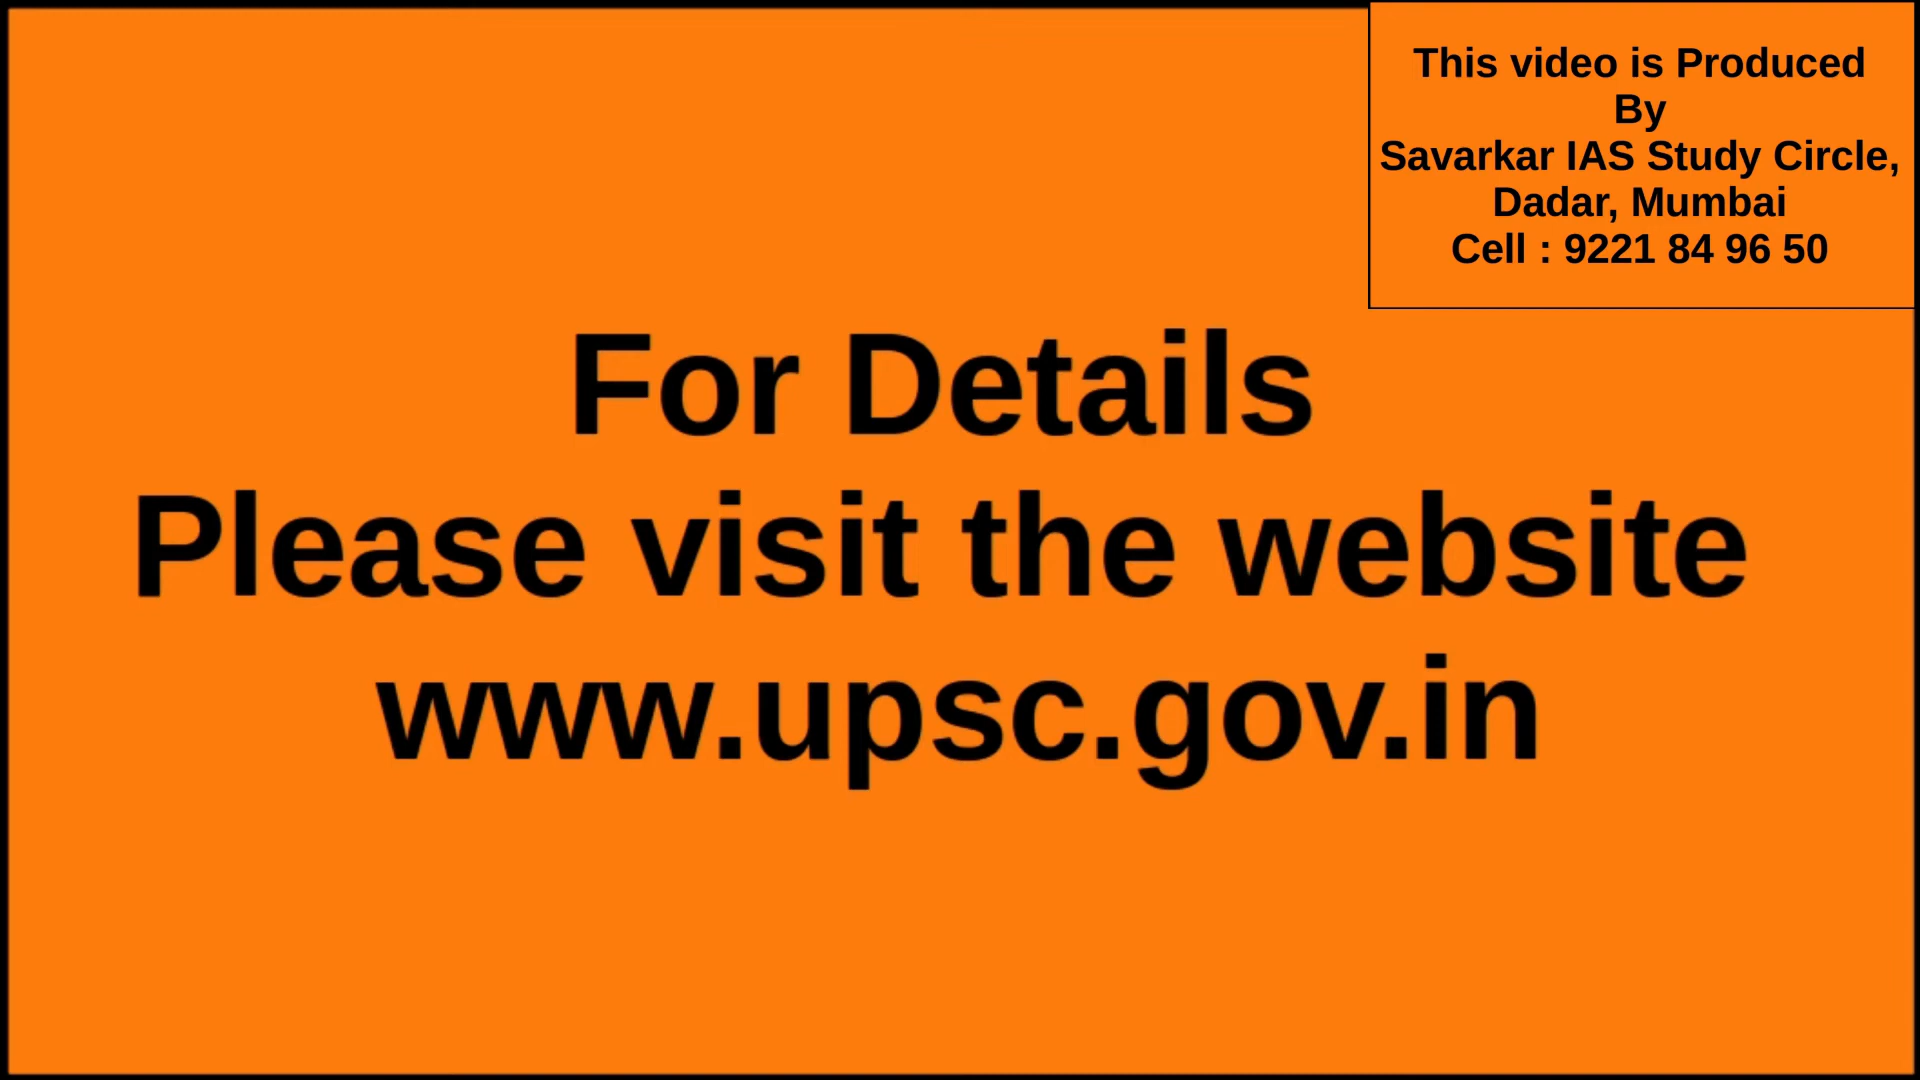 This video is Produced
By
Savarkar IAS Study Circle,
Dadar, Mumbai
Cell : 9221 84 96 50
For Details
Please visit the website
www.upsc.gov.in